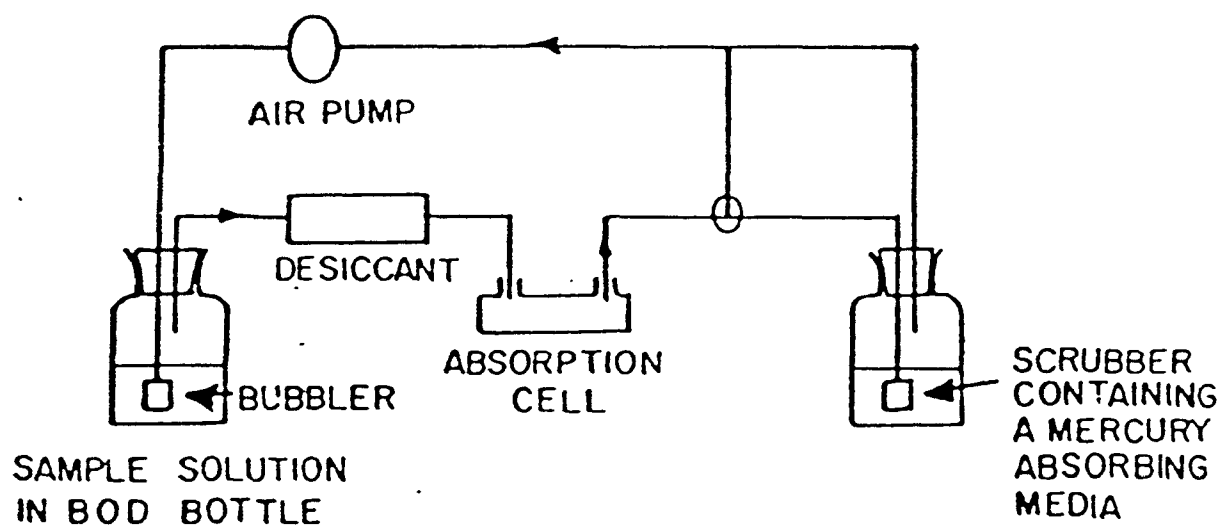 AIR PUMP
DESICCANT
ABSORPTION
CELL
BUBBLER
SAMPLE SOLUTION
IN BOD BOTTLE
SCRUBBER
CONTAINING
A MERCURY
ABSORBING
MEDIA